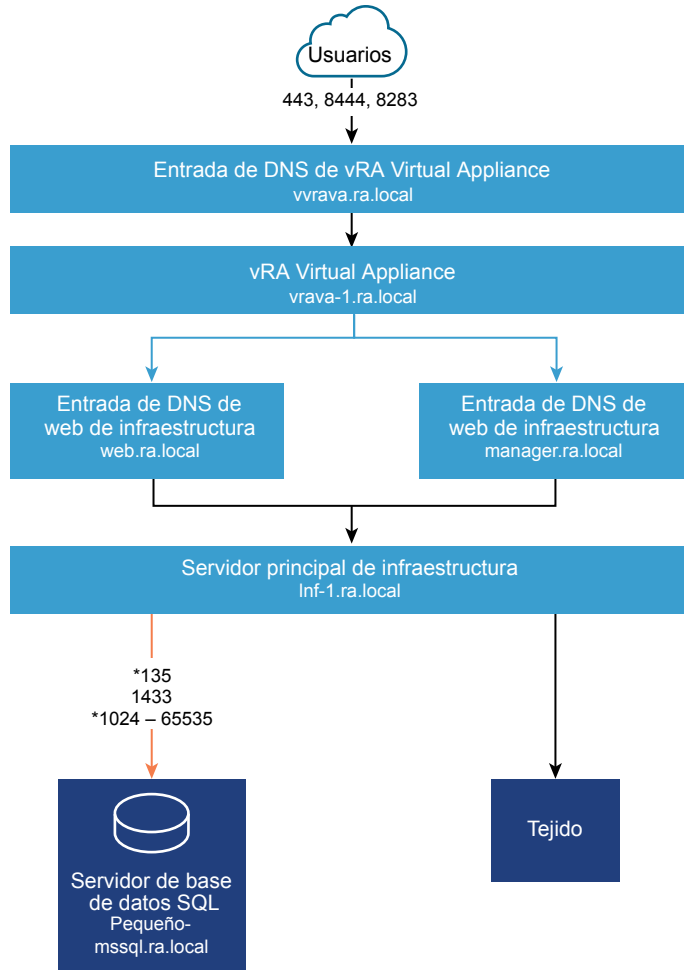 Usuarios
443, 8444, 8283
Entrada de DNS de vRA Virtual Appliance
vvrava.ra.local
vRA Virtual Appliance
vrava-1.ra.local
Entrada de DNS de
web de infraestructura
web.ra.local
Entrada de DNS de
web de infraestructura
manager.ra.local
Servidor principal de infraestructura
Inf-1.ra.local
*135
1433
*1024 – 65535
Servidor de base
de datos SQL
Pequeño-
mssql.ra.local
Tejido